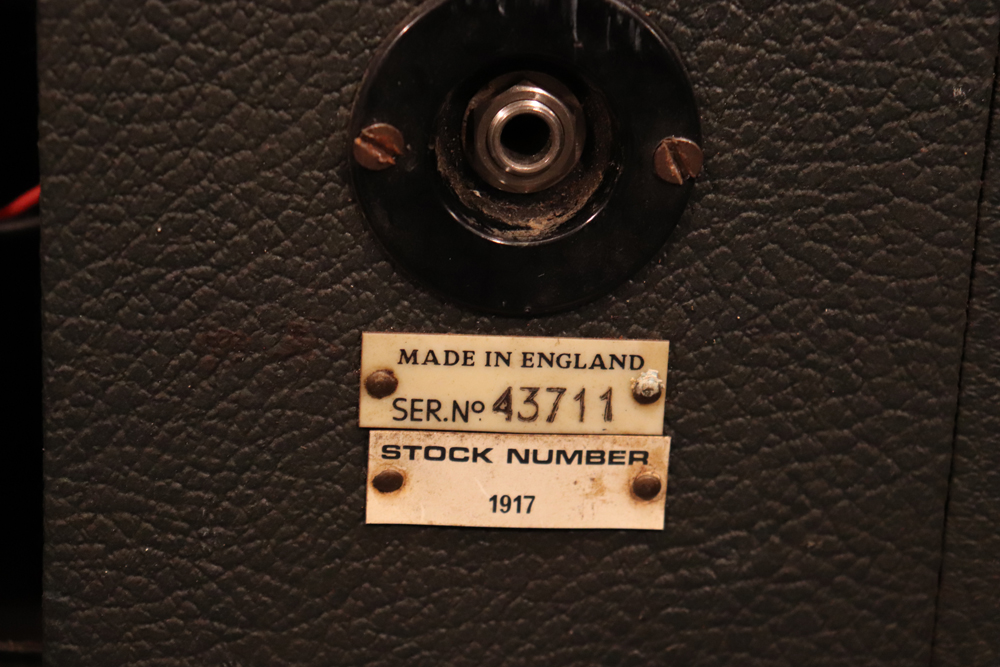 MADE IN ENGLAND
SER.Nº 43711
STOCK NUMBER
1917